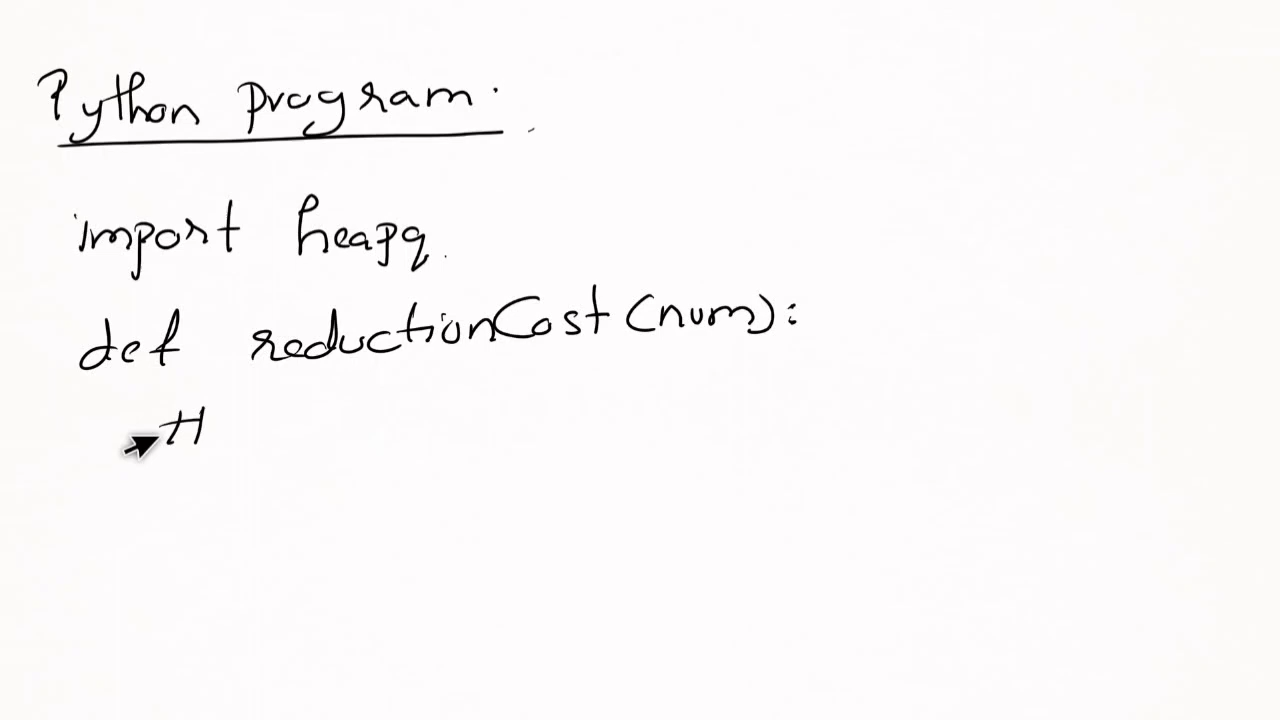 Python program.
import heapq
def reductionCost(num):
H